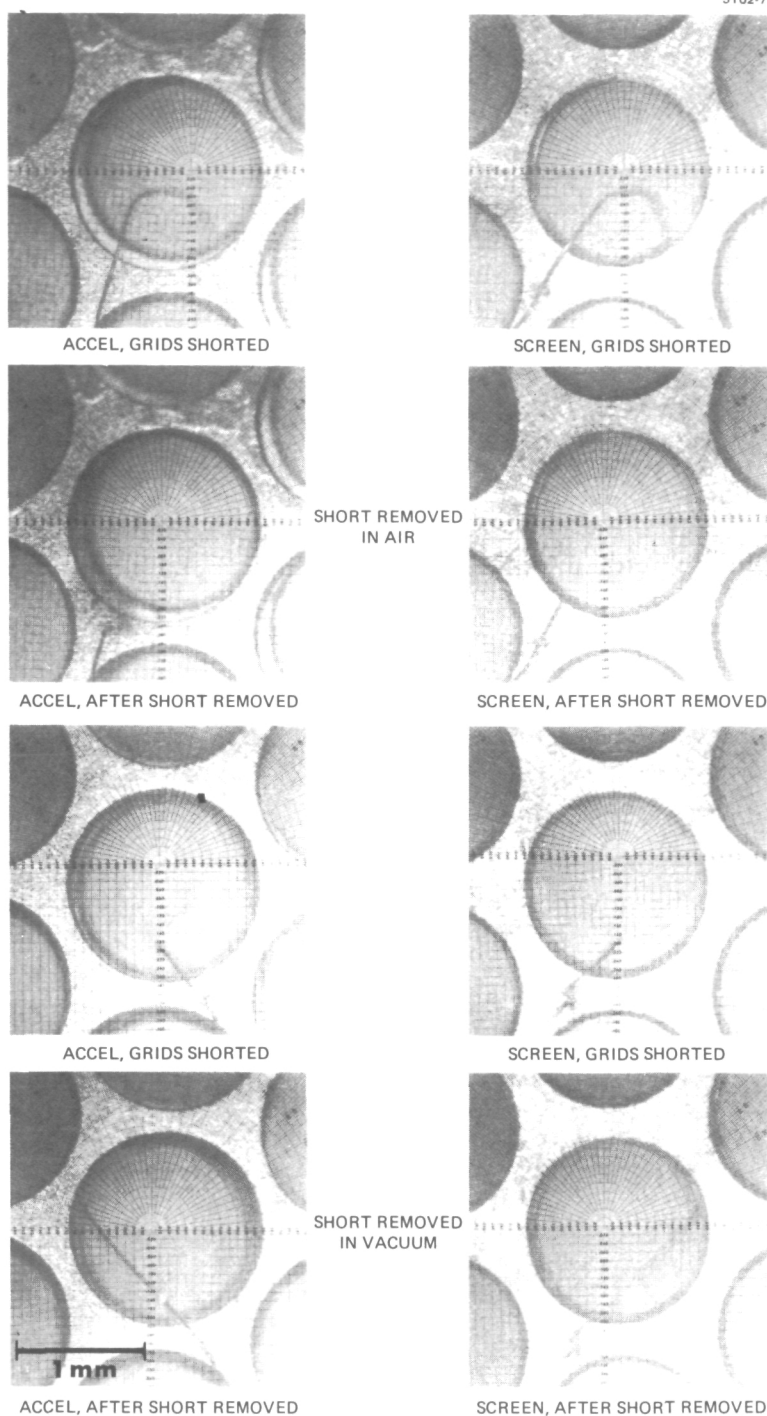 ACCEL, GRIDS SHORTED
SCREEN, GRIDS SHORTED
SHORT REMOVED
IN AIR
ACCEL, AFTER SHORT REMOVED
SCREEN, AFTER SHORT REMOVED
ACCEL, GRIDS SHORTED
SCREEN, GRIDS SHORTED
SHORT REMOVED
IN VACUUM
1 mm
ACCEL, AFTER SHORT REMOVED
SCREEN, AFTER SHORT REMOVED